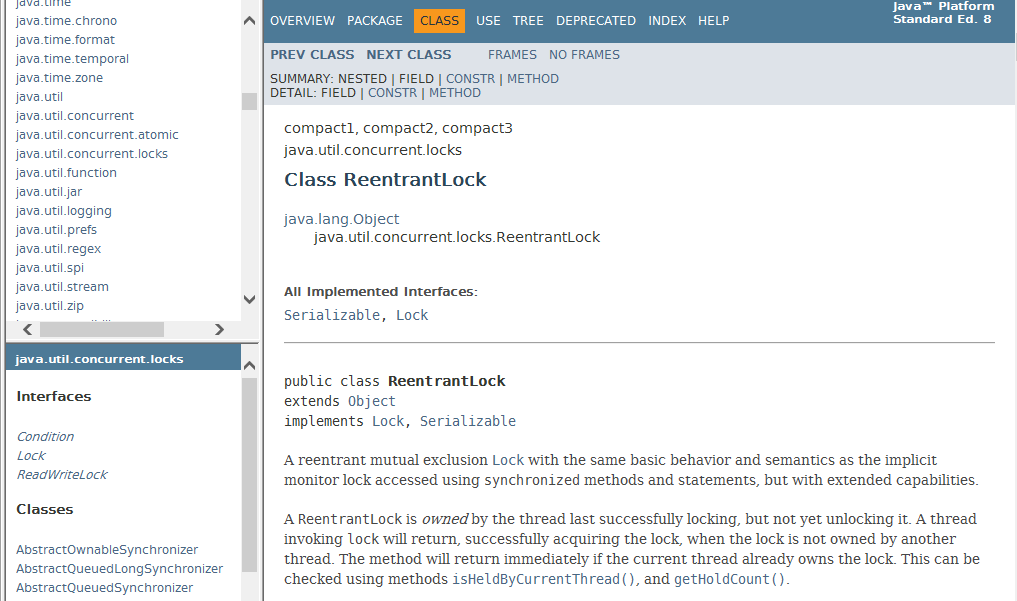 java.time
java.time.chrono
java.time.format
java.time.temporal
java.time.zone
java.util
java.util.concurrent
java.util.concurrent.atomic
java.util.concurrent.locks
java.util.function
java.util.jar
java.util.logging
java.util.prefs
java.util.regex
java.util.spi
java.util.stream
java.util.zip
java.util.concurrent.locks
Interfaces
Condition
Lock
ReadWriteLock
Classes
AbstractOwnableSynchronizer
AbstractQueuedLongSynchronizer
AbstractQueuedSynchronizer
OVERVIEW PACKAGE CLASS USE TREE DEPRECATED INDEX HELP
Java™ Platform
Standard Ed. 8
PREV CLASS NEXT CLASS FRAMES NO FRAMES
SUMMARY: NESTED | FIELD | CONSTR | METHOD
DETAIL: FIELD | CONSTR | METHOD
compact1, compact2, compact3
java.util.concurrent.locks
Class ReentrantLock
java.lang.Object
java.util.concurrent.locks.ReentrantLock
All Implemented Interfaces:
Serializable, Lock
public class ReentrantLock
extends Object
implements Lock, Serializable
A reentrant mutual exclusion Lock with the same basic behavior and semantics as the implicit
monitor lock accessed using synchronized methods and statements, but with extended capabilities.
A ReentrantLock is owned by the thread last successfully locking, but not yet unlocking it. A thread
invoking lock will return, successfully acquiring the lock, when the lock is not owned by another
thread. The method will return immediately if the current thread already owns the lock. This can be
checked using methods isHeldByCurrentThread(), and getHoldCount().